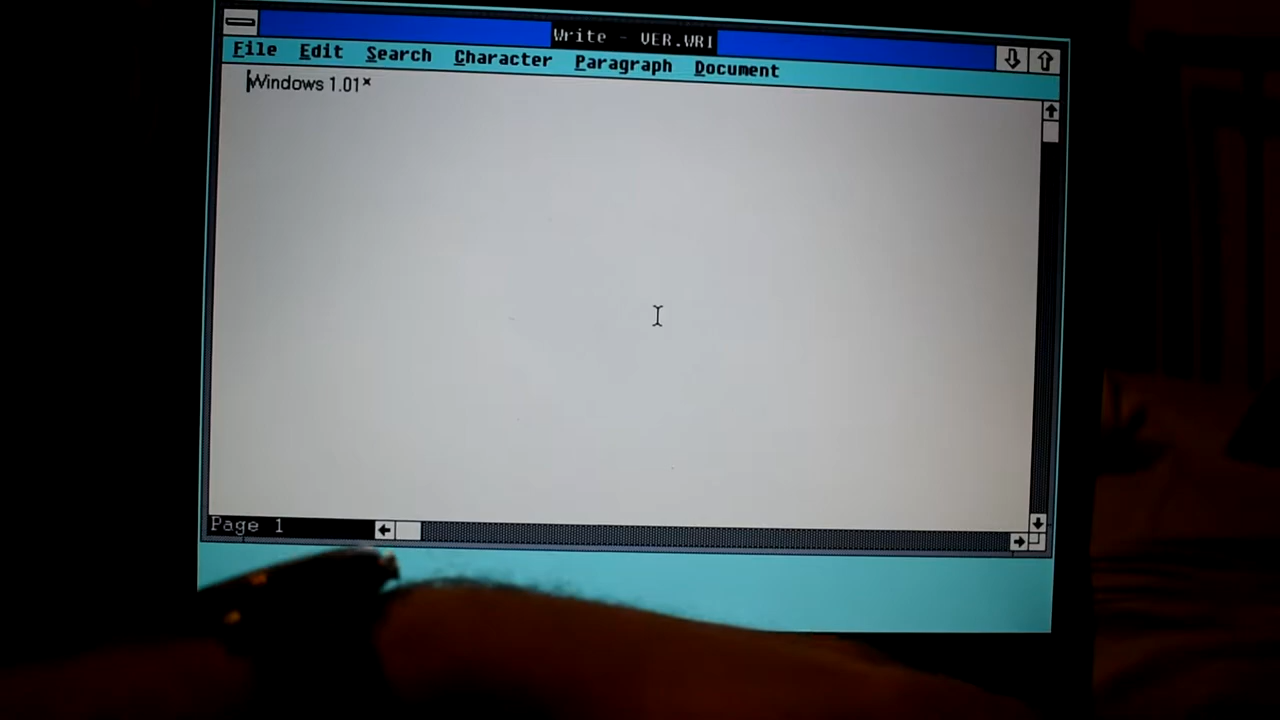 Write - VER.WRI
File Edit Search Character Paragraph Document
Windows 1.01¤
Page 1